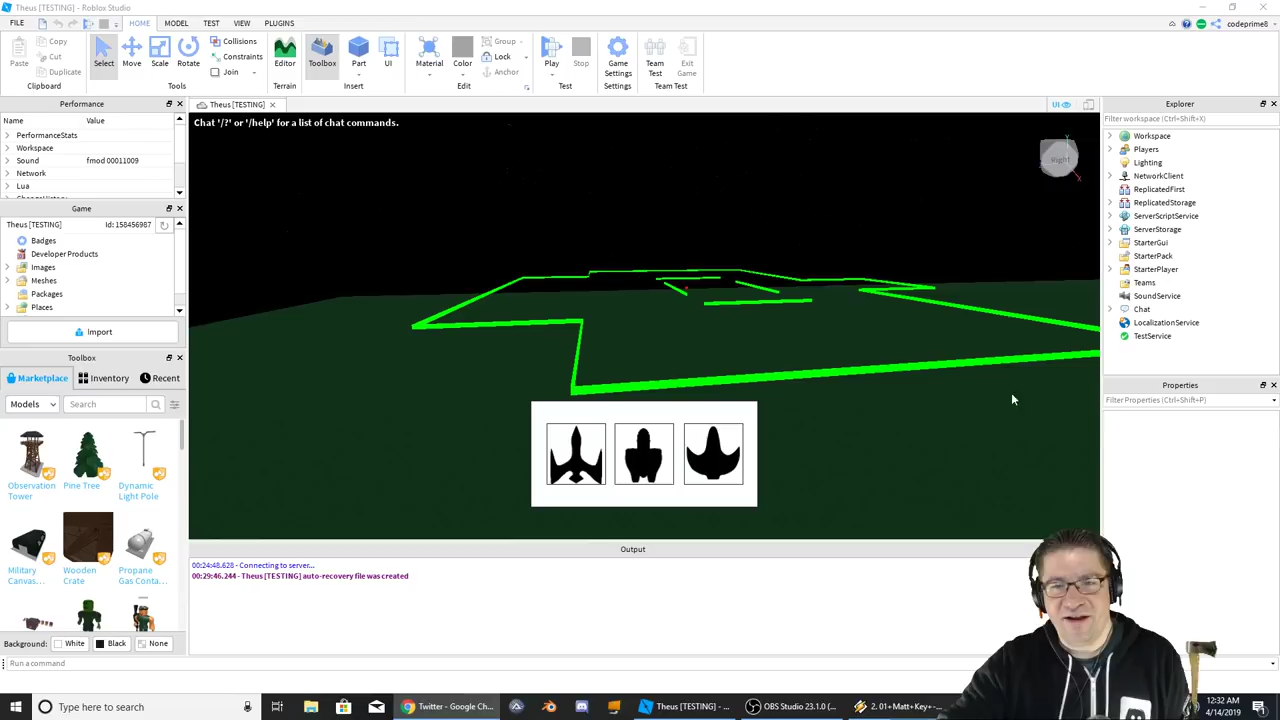 Theus [TESTING] - Roblox Studio
FILE HOME MODEL TEST VIEW PLUGINS codeprime8
Paste Copy Cut Duplicate
Select Move Scale Rotate
Collisions
Constraints
Join
Editor Toolbox Part UI
Material Color
Group
Lock
Anchor
Play Stop
Game Settings
Team Test
Exit Game
Clipboard Tools Terrain Insert Edit Test Settings Team Test
Performance
Name Value
PerformanceStats
Workspace
Sound fmod 00011009
Network
Lua
Game
Theus [TESTING] Id: 158456987
Badges
Developer Products
Images
Meshes
Packages
Places
Import
Toolbox
Marketplace Inventory Recent
Models Search
Observation Tower
Pine Tree
Dynamic Light Pole
Military Canvas...
Wooden Crate
Propane Gas Conta...
Background: White Black None
Run a command
Theus [TESTING]
UI
Chat '/?' or '/help' for a list of chat commands.
Right
Y
Output
00:24:48.628 - Connecting to server...
00:29:46.244 - Theus [TESTING] auto-recovery file was created
Explorer
Filter workspace (Ctrl+Shift+X)
Workspace
Players
Lighting
NetworkClient
ReplicatedFirst
ReplicatedStorage
ServerScriptService
ServerStorage
StarterGui
StarterPack
StarterPlayer
Teams
SoundService
Chat
LocalizationService
TestService
Properties
Filter Properties (Ctrl+Shift+P)
Type here to search
Twitter - Google Ch...
Theus [TESTING] - ...
OBS Studio 23.1.0 (...
2. 01+Matt+Key+-...
12:32 AM
4/14/2019